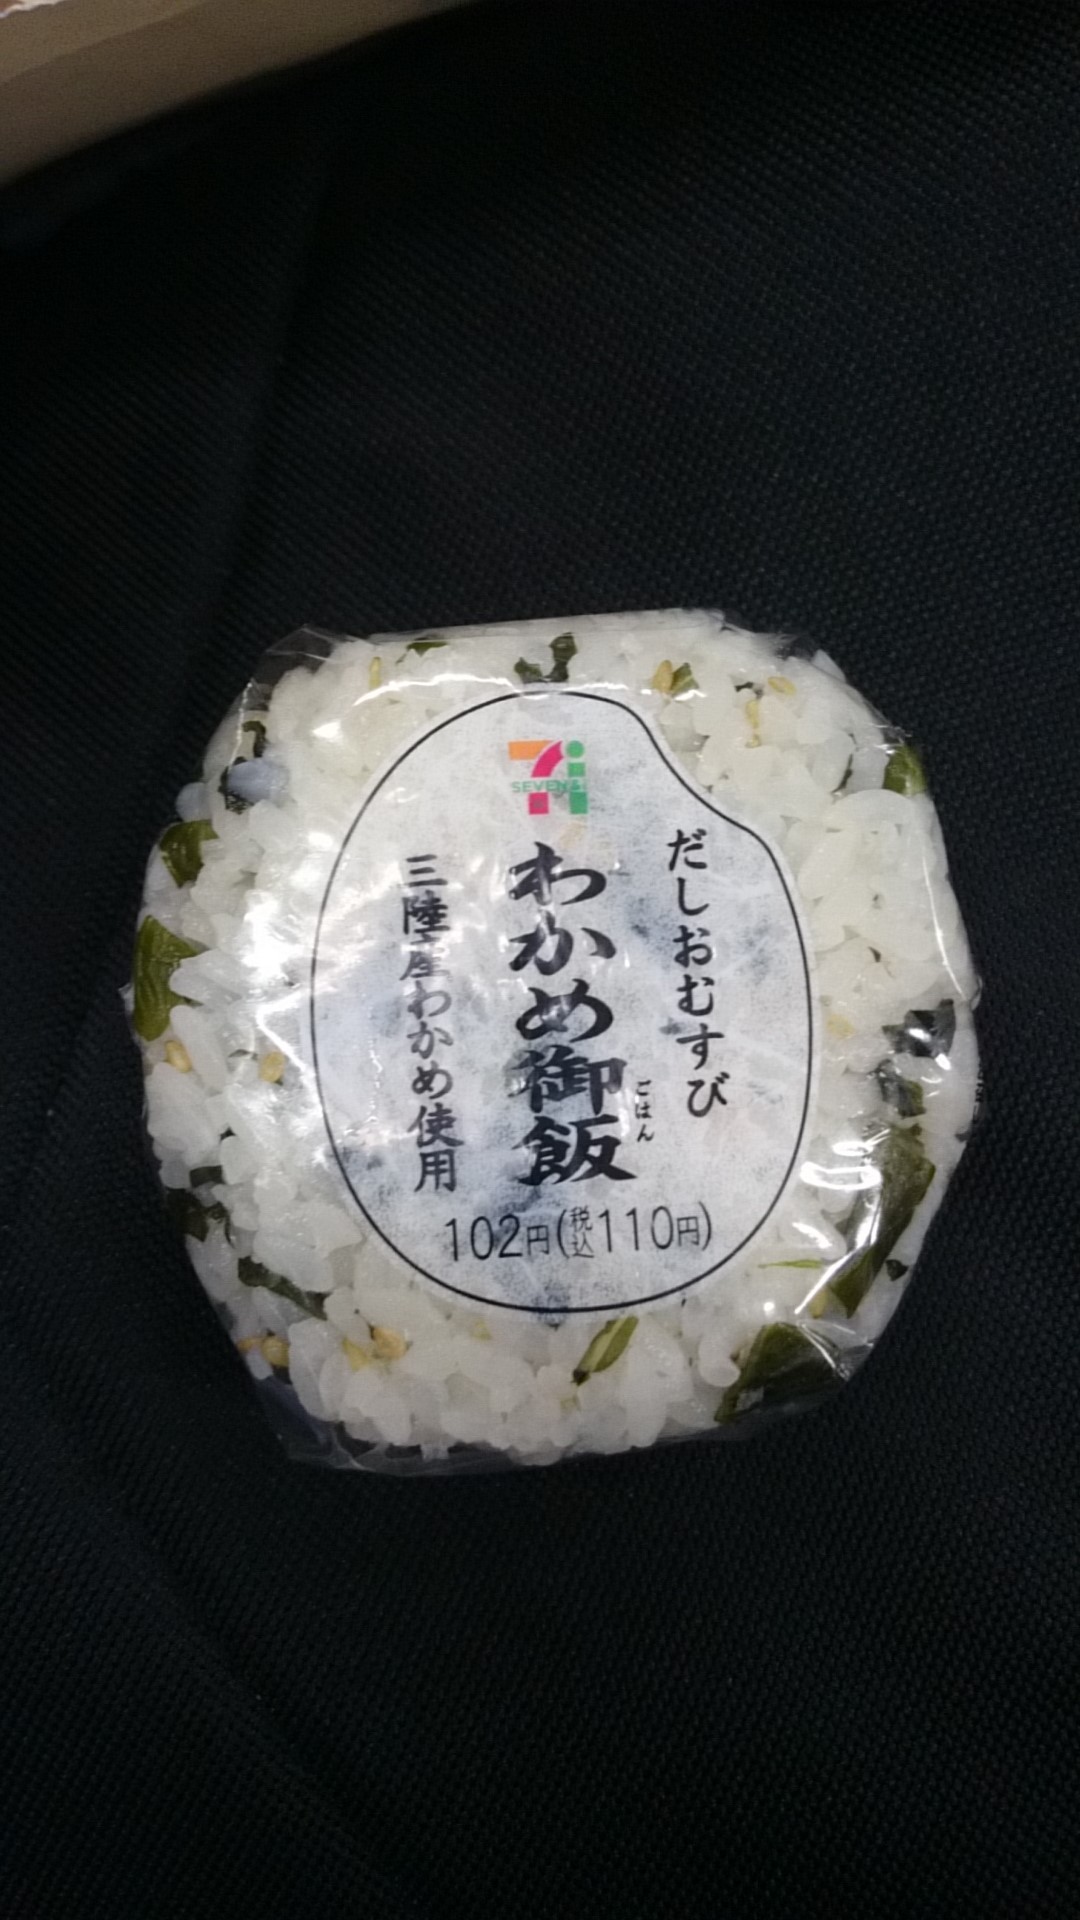 SEVEN&i
だしおむすび
わかめ御飯
ごはん
三陸産わかめ使用
102円(税込110円)